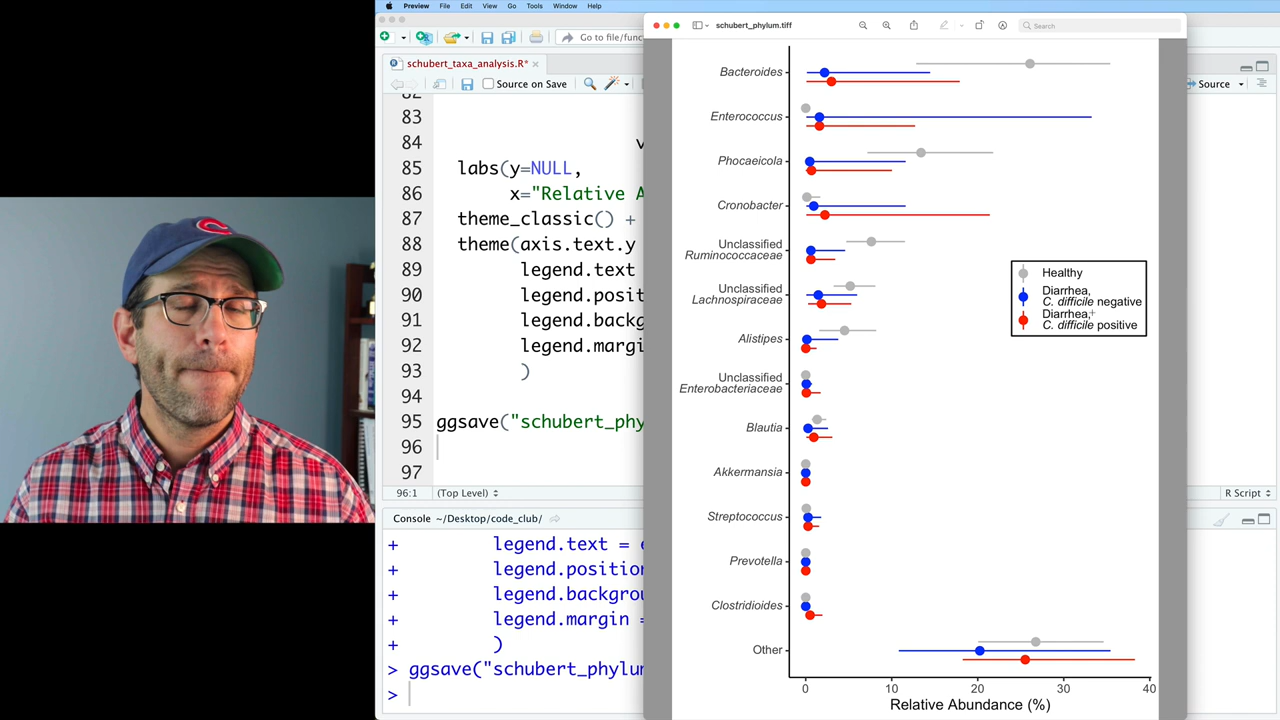 Preview File Edit View Go Tools Window Help
schubert_phylum.tiff
Search
Go to file/func
schubert_taxa_analysis.R*
Source on Save
Source
82
83
84 v
85 labs(y=NULL,
86 x="Relative A
87 theme_classic() +
88 theme(axis.text.y
89 legend.text
90 legend.posit
91 legend.backg
92 legend.margin
93 )
94
95 ggsave("schubert_phy
96
97
96:1 (Top Level) R Script
Console ~/Desktop/code_club/
+ legend.text = e
+ legend.position
+ legend.backgrou
+ legend.margin =
+ )
> ggsave("schubert_phylum
>
Bacteroides
Enterococcus
Phocaeicola
Cronobacter
Unclassified
Ruminococcaceae
Unclassified
Lachnospiraceae
Alistipes
Unclassified
Enterobacteriaceae
Blautia
Akkermansia
Streptococcus
Prevotella
Clostridioides
Other
Healthy
Diarrhea,
C. difficile negative
Diarrhea,
C. difficile positive
0 10 20 30 40
Relative Abundance (%)